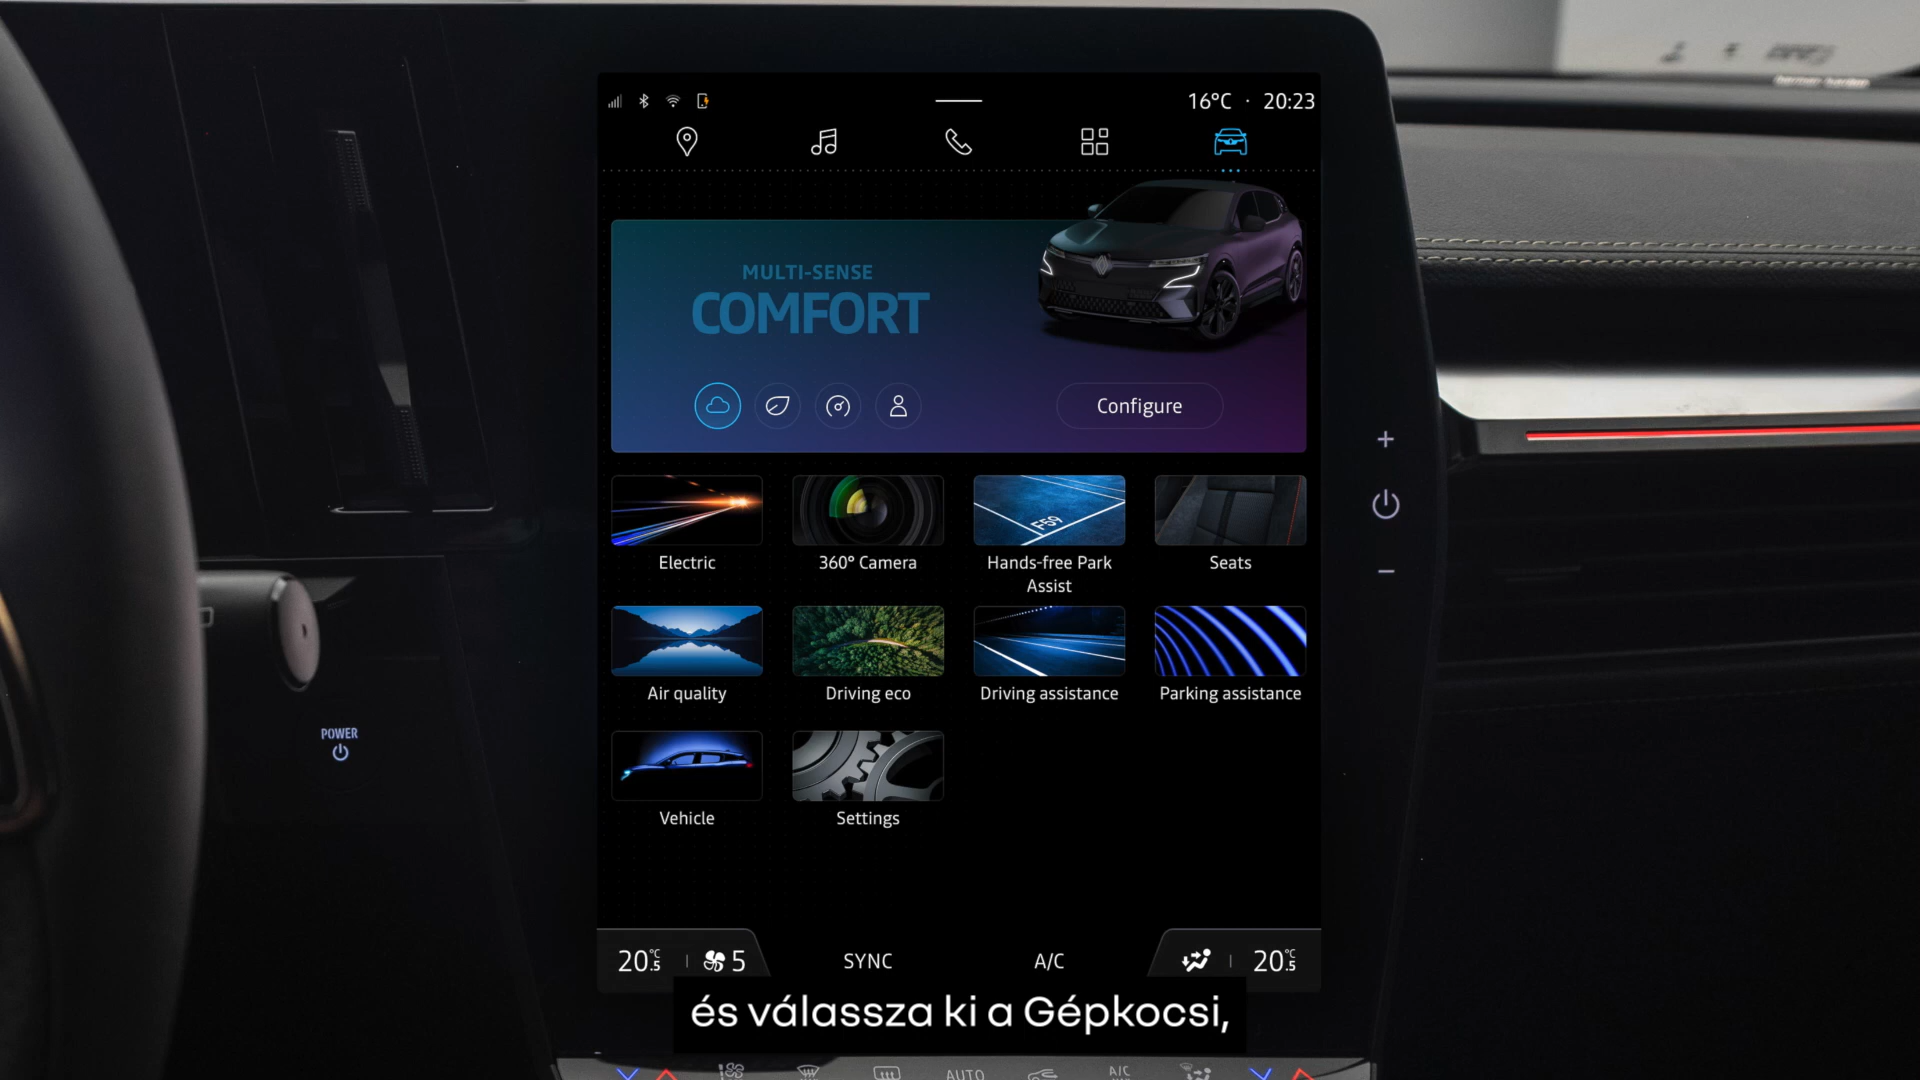 16°C · 20:23
MULTI-SENSE
COMFORT
Configure
Electric
360° Camera
Hands-free Park
Assist
Seats
F59
Air quality
Driving eco
Driving assistance
Parking assistance
POWER
Vehicle
Settings
20.5°C
5
SYNC
A/C
20.5°C
és válassza ki a Gépkocsi,
AUTO
A/C